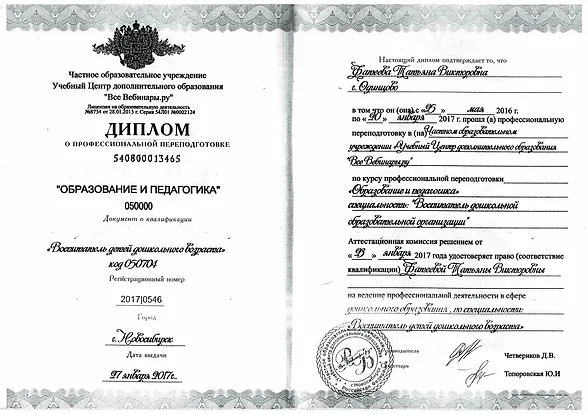 Частное образовательное учреждение
Учебный Центр дополнительного образования
"Все Вебинары.ру"
Лицензия на образовательную деятельность
№8754 от 28.01.2015 г. Серия 54Л01 №0002124
ДИПЛОМ
О ПРОФЕССИОНАЛЬНОЙ ПЕРЕПОДГОТОВКЕ
540800013465
"ОБРАЗОВАНИЕ И ПЕДАГОГИКА"
050000
Документ о квалификации
«Воспитатель детей дошкольного возраста»
код 050704
Регистрационный номер
2017|0546
Город
г. Новосибирск
Дата выдачи
27 января 2017г.
Настоящий диплом подтверждает то, что
Фатеева Татьяна Викторовна
г. Одинцово
в том что он (она) с «25» мая 2016 г.
по «20» января 2017 г. прошла (а) профессиональную
переподготовку в (на) Частном образовательном
учреждении «Учебный Центр дополнительного образования
"Все Вебинары.ру"
по курсу профессиональной переподготовки
«Образование и педагогика»
специальность: "Воспитатель дошкольной
образовательной организации"
Аттестационная комиссия решением от
«23» января 2017 года удостоверяет право (соответствие
квалификации) Фатеевой Татьяны Викторовны
на ведение профессиональной деятельности в сфере
дошкольного образования, по специальности:
«Воспитатель детей дошкольного возраста»
Четвериков Д.В.
Секретарь
Топоровская Ю.И